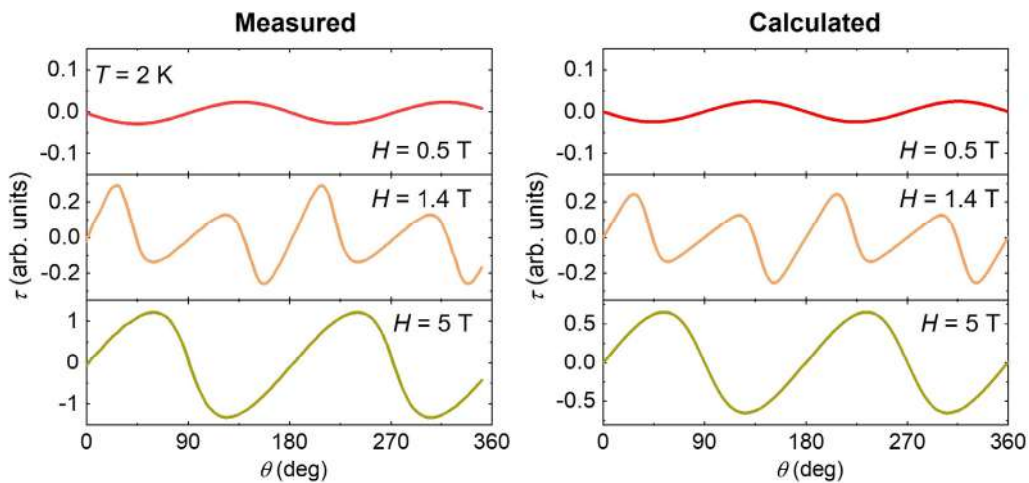 Measured
0.1
0.0
-0.1
T = 2 K
H = 0.5 T
τ (arb. units)
0.2
0.0
-0.2
H = 1.4 T
1
0
-1
H = 5 T
0 90 180 270 360
θ (deg)
Calculated
0.1
0.0
-0.1
H = 0.5 T
τ (arb. units)
0.2
0.0
-0.2
H = 1.4 T
0.5
0.0
-0.5
H = 5 T
0 90 180 270 360
θ (deg)